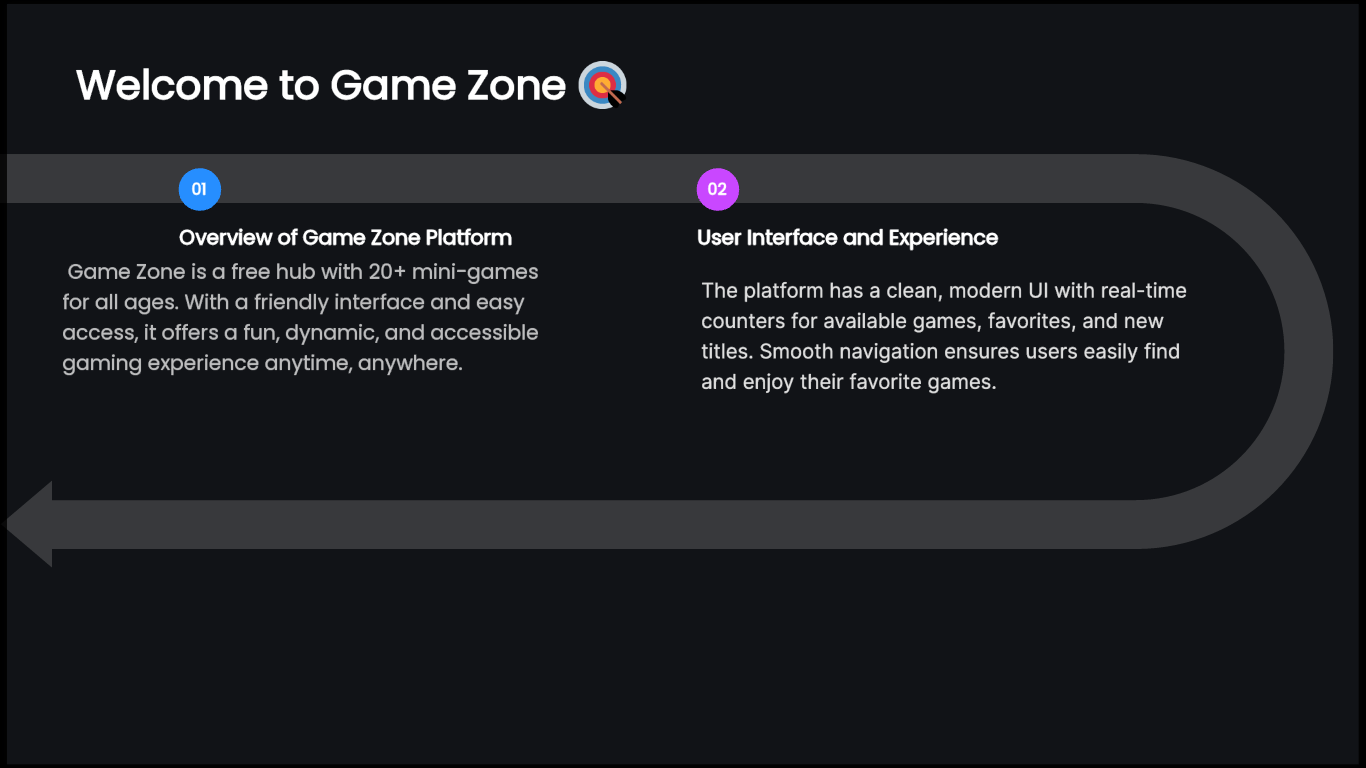 Welcome to Game Zone
01
Overview of Game Zone Platform
Game Zone is a free hub with 20+ mini-games
for all ages. With a friendly interface and easy
access, it offers a fun, dynamic, and accessible
gaming experience anytime, anywhere.
02
User Interface and Experience
The platform has a clean, modern UI with real-time
counters for available games, favorites, and new
titles. Smooth navigation ensures users easily find
and enjoy their favorite games.